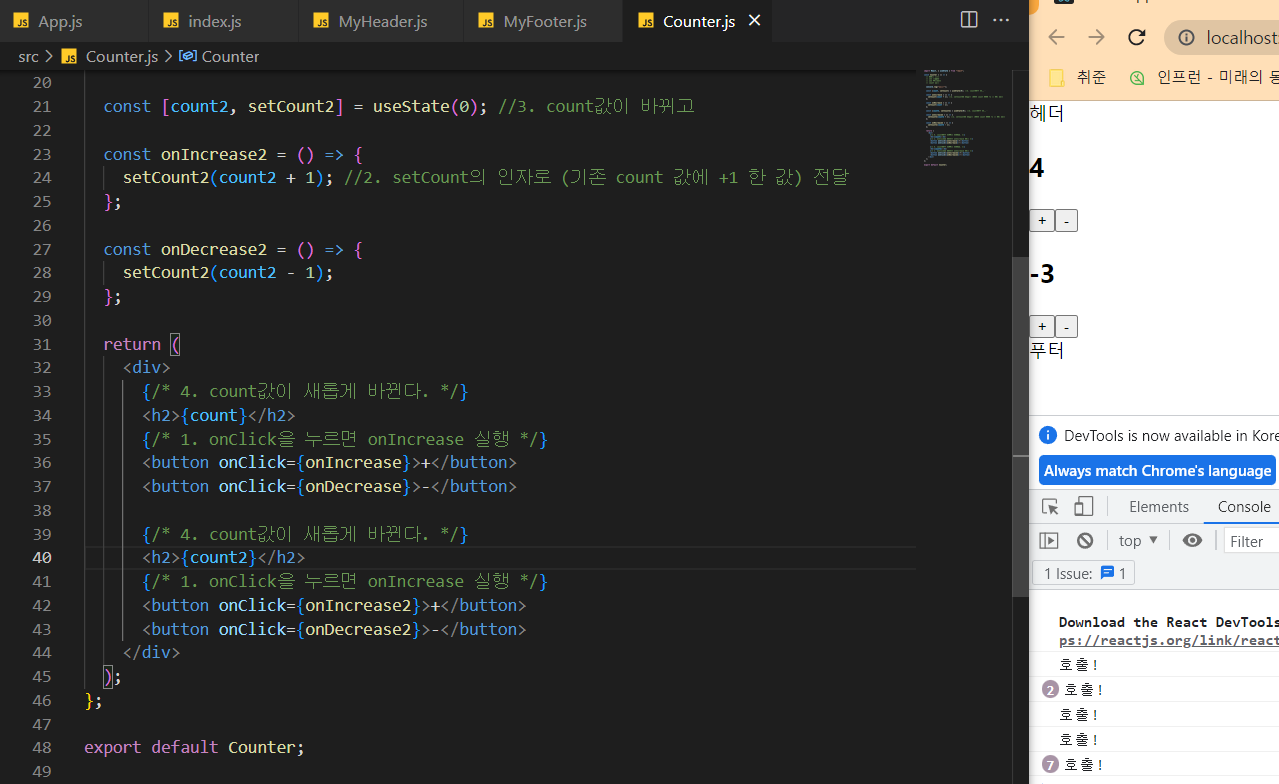 App.js
index.js
MyHeader.js
MyFooter.js
Counter.js
src > Counter.js > Counter
20
21 const [count2, setCount2] = useState(0); //3. count값이 바뀌고
22
23 const onIncrease2 = () => {
24 setCount2(count2 + 1); //2. setCount의 인자로 (기존 count 값에 +1 한 값) 전달
25 };
26
27 const onDecrease2 = () => {
28 setCount2(count2 - 1);
29 };
30
31 return (
32 <div>
33 {/* 4. count값이 새롭게 바뀐다. */}
34 <h2>{count}</h2>
35 {/* 1. onClick을 누르면 onIncrease 실행 */}
36 <button onClick={onIncrease}>+</button>
37 <button onClick={onDecrease}>-</button>
38
39 {/* 4. count값이 새롭게 바뀐다. */}
40 <h2>{count2}</h2>
41 {/* 1. onClick을 누르면 onIncrease 실행 */}
42 <button onClick={onIncrease2}>+</button>
43 <button onClick={onDecrease2}>-</button>
44 </div>
45 );
46 };
47
48 export default Counter;
49
localhost:
취준
인프런 - 미래의 동
헤더
4
+ -
-3
+ -
푸터
DevTools is now available in Kore
Always match Chrome's language
Elements Console
top Filter
1 Issue: 1
Download the React DevTools
ps://reactjs.org/link/react
호출!
2 호출!
호출!
호출!
7 호출!